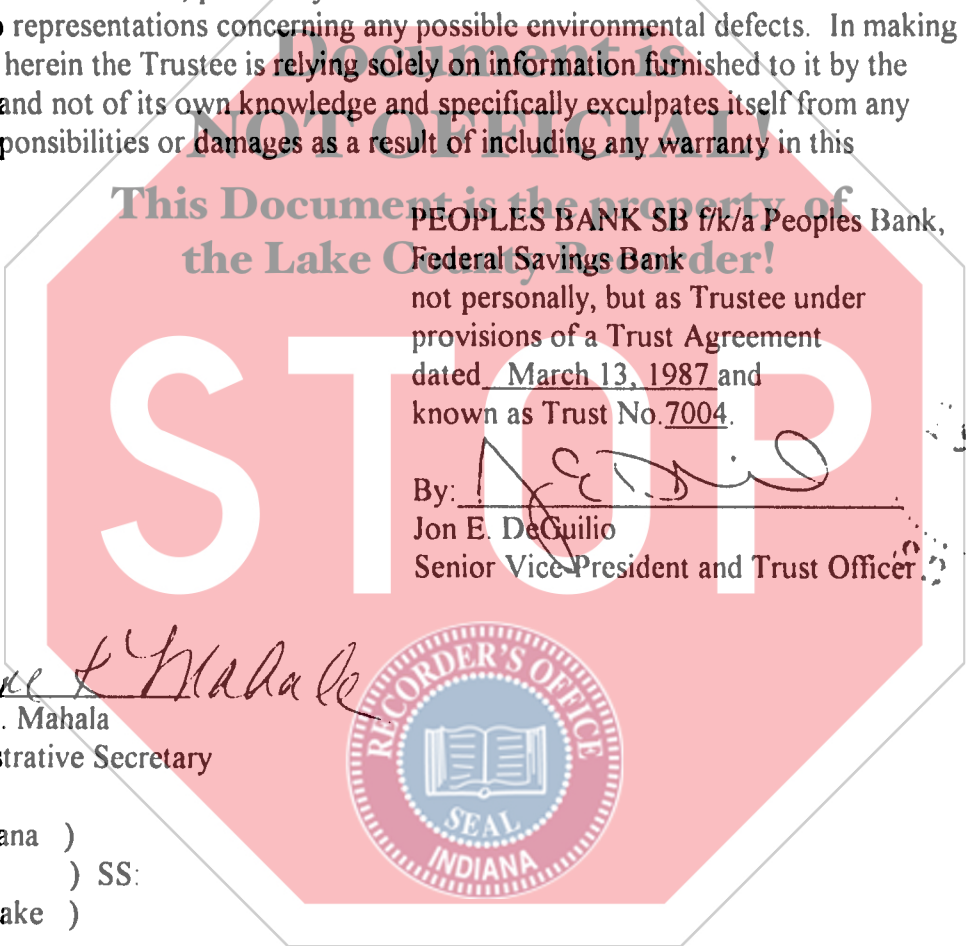 representations concerning any possible environmental defects. In making
herein the Trustee is relying solely on information furnished to it by the
and not of its own knowledge and specifically exculpates itself from any
ponsibilities or damages as a result of including any warranty in this
Document is
NOT OFFICIAL!
This Document is the property of
the Lake County Recorder!
PEOPLES BANK SB f/k/a Peoples Bank,
Federal Savings Bank
not personally, but as Trustee under
provisions of a Trust Agreement
dated March 13, 1987 and
known as Trust No. 7004.
STOP
By:
Jon E. DeGuilio
Senior Vice President and Trust Officer
Mahala
. Mahala
strative Secretary
RECORDER'S OFFICE
SEAL
INDIANA
ana )
) SS:
ake )